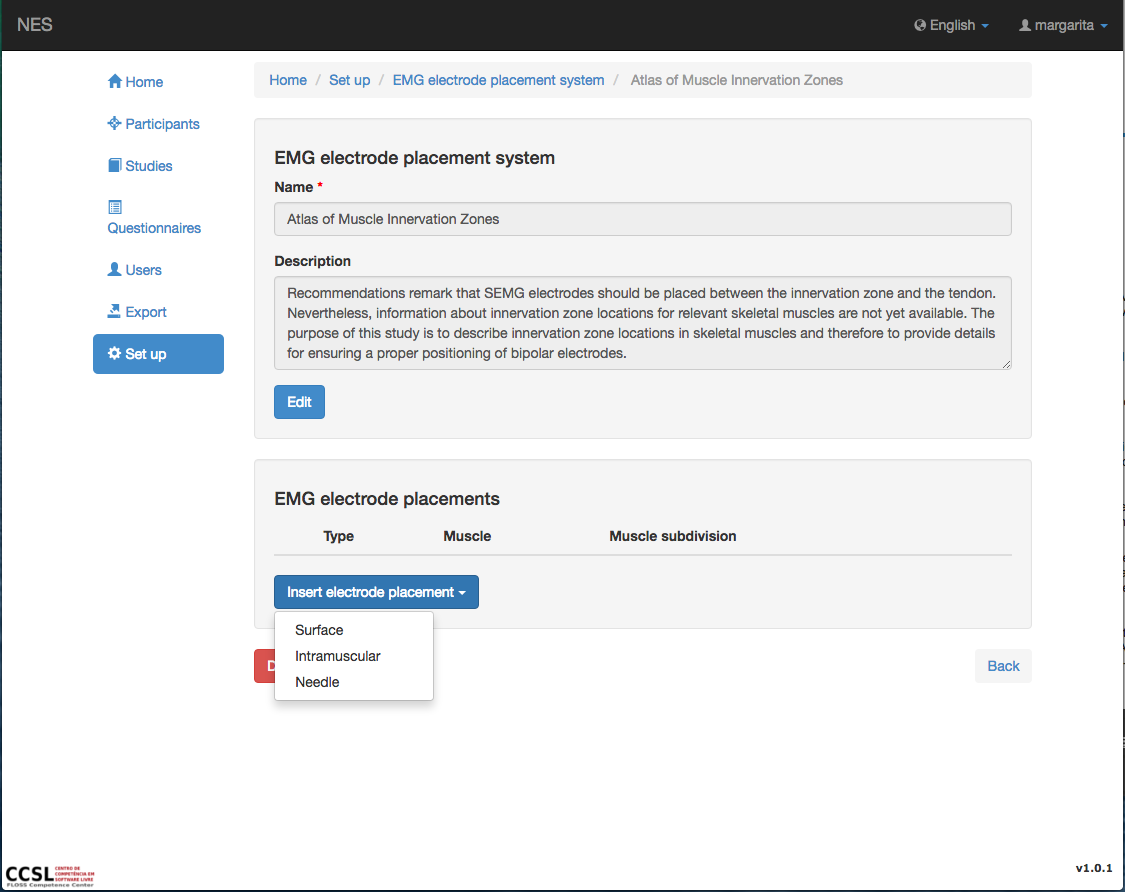 NES
English
margarita
Home
Participants
Studies
Questionnaires
Users
Export
Set up
Home / Set up / EMG electrode placement system / Atlas of Muscle Innervation Zones
EMG electrode placement system
Name *
Atlas of Muscle Innervation Zones
Description
Recommendations remark that SEMG electrodes should be placed between the innervation zone and the tendon.
Nevertheless, information about innervation zone locations for relevant skeletal muscles are not yet available. The
purpose of this study is to describe innervation zone locations in skeletal muscles and therefore to provide details
for ensuring a proper positioning of bipolar electrodes.
Edit
EMG electrode placements
Type Muscle Muscle subdivision
Insert electrode placement
Surface
Intramuscular
Needle
D
Back
CCSL
CENTRO DE
COMPETÊNCIA EM
SOFTWARE LIVRE
FLOSS Competence Center
v1.0.1